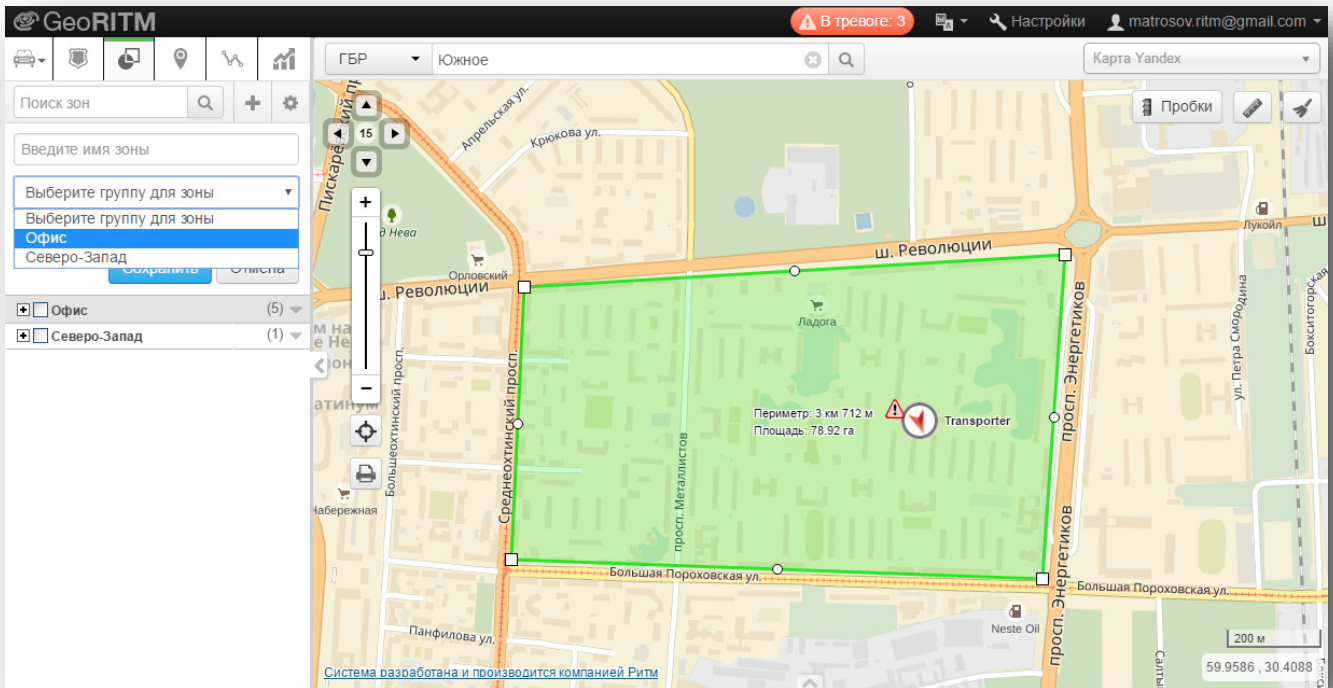 GeoRITM
В тревоге: 3
Настройки
matrosov.ritm@gmail.com
ГБР
Южное
Карта Yandex
Поиск зон
Введите имя зоны
Выберите группу для зоны
Выберите группу для зоны
Офис
Северо-Запад
Сохранить
Отмена
Офис (5)
Северо-Запад (1)
15
Пробки
Апрельская ул.
Крюкова ул.
Лукойл
Орловский
ш. Революции
ш. Революции
Ладога
просп. Энергетиков
ул. Петра Смородина
Большеохтинский просп.
Среднеохтинский просп.
просп. Металлистов
Периметр: 3 км 712 м
Площадь: 78.92 га
Transporter
Набережная
Большая Пороховская ул.
Большая Пороховская ул.
просп. Энергетиков
Neste Oil
Панфилова ул.
200 м
Система разработана и производится компанией Ритм
59.9586 , 30.4088